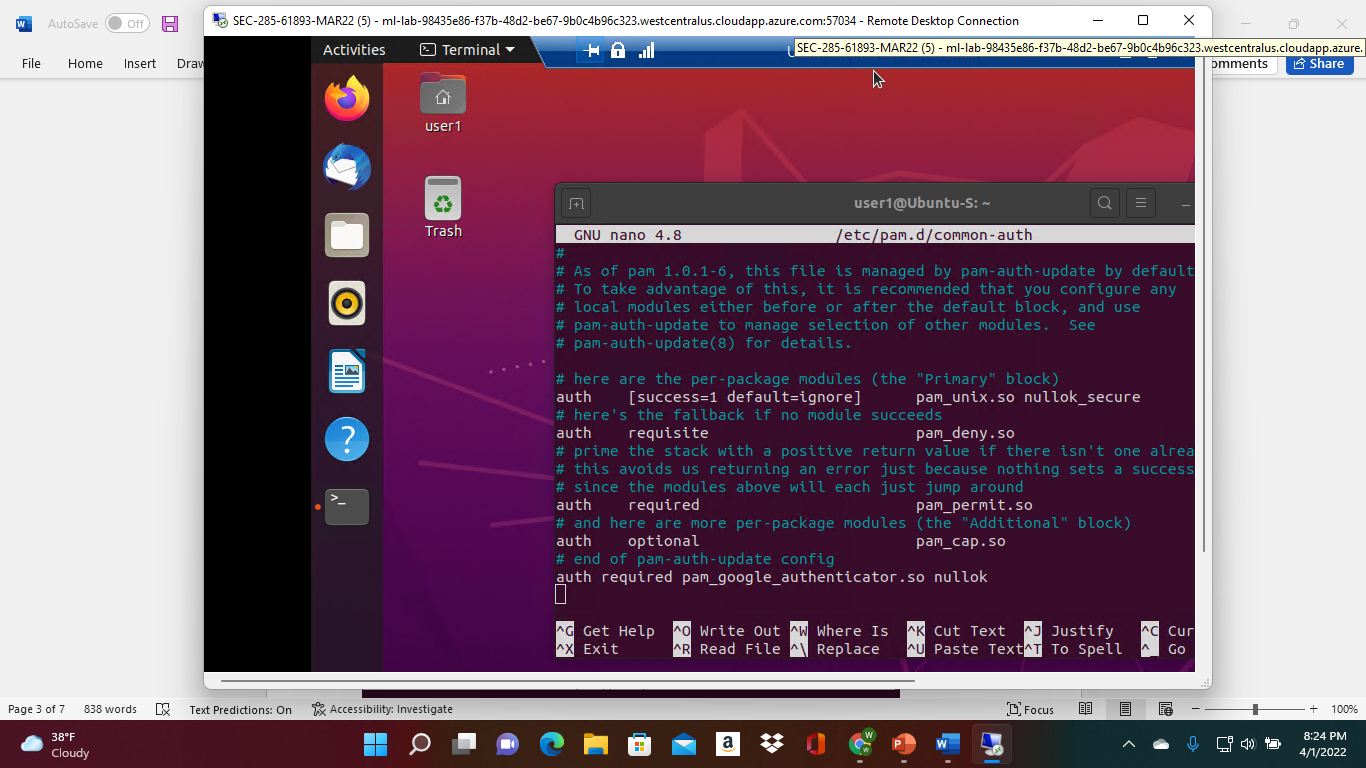 AutoSave Off
SEC-285-61893-MAR22 (5) - ml-lab-98435e86-f37b-48d2-be67-9b0c4b96c323.westcentralus.cloudapp.azure.com:57034 - Remote Desktop Connection
SEC-285-61893-MAR22 (5) - ml-lab-98435e86-f37b-48d2-be67-9b0c4b96c323.westcentralus.cloudapp.azure.
File Home Insert Draw
Share
Activities Terminal
user1
Trash
user1@Ubuntu-S: ~
GNU nano 4.8 /etc/pam.d/common-auth
#
# As of pam 1.0.1-6, this file is managed by pam-auth-update by default
# To take advantage of this, it is recommended that you configure any
# local modules either before or after the default block, and use
# pam-auth-update to manage selection of other modules.  See
# pam-auth-update(8) for details.
# here are the per-package modules (the "Primary" block)
auth    [success=1 default=ignore]      pam_unix.so nullok_secure
# here's the fallback if no module succeeds
auth    requisite                       pam_deny.so
# prime the stack with a positive return value if there isn't one alrea
# this avoids us returning an error just because nothing sets a success
# since the modules above will each just jump around
auth    required                        pam_permit.so
# and here are more per-package modules (the "Additional" block)
auth    optional                        pam_cap.so
# end of pam-auth-update config
auth required pam_google_authenticator.so nullok
^G Get Help  ^O Write Out ^W Where Is  ^K Cut Text  ^J Justify   ^C Cur
^X Exit      ^R Read File ^\ Replace   ^U Paste Text^T To Spell  ^_ Go
Page 3 of 7 838 words Text Predictions: On Accessibility: Investigate Focus 100%
38°F
Cloudy
8:24 PM
4/1/2022